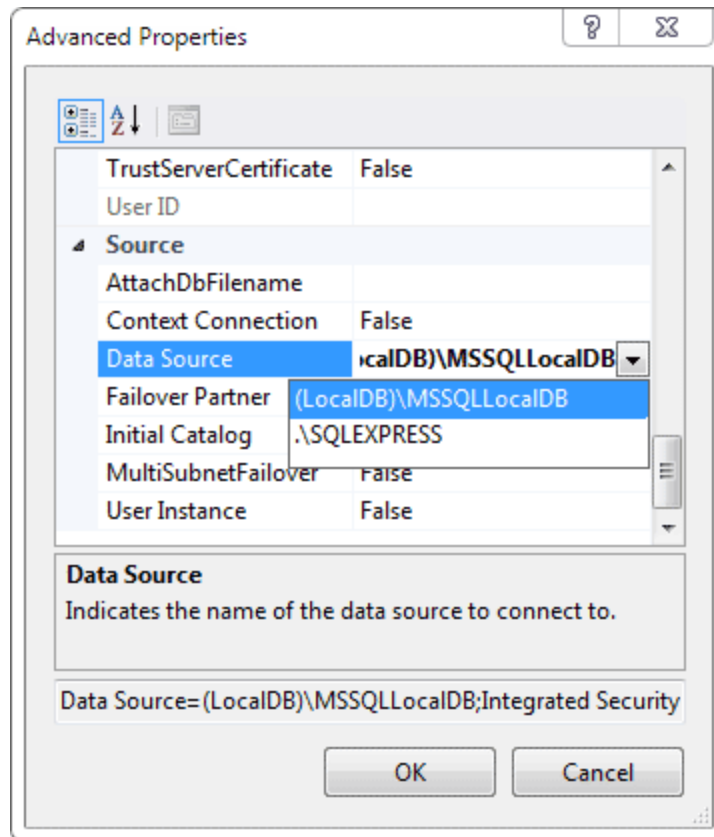 Advanced Properties
TrustServerCertificate False
User ID
Source
AttachDbFilename
Context Connection False
Data Source ocalDB)\MSSQLLocalDB
Failover Partner
(LocalDB)\MSSQLLocalDB
Initial Catalog
.\SQLEXPRESS
MultiSubnetFailover False
User Instance False
Data Source
Indicates the name of the data source to connect to.
Data Source=(LocalDB)\MSSQLLocalDB;Integrated Security
OK Cancel